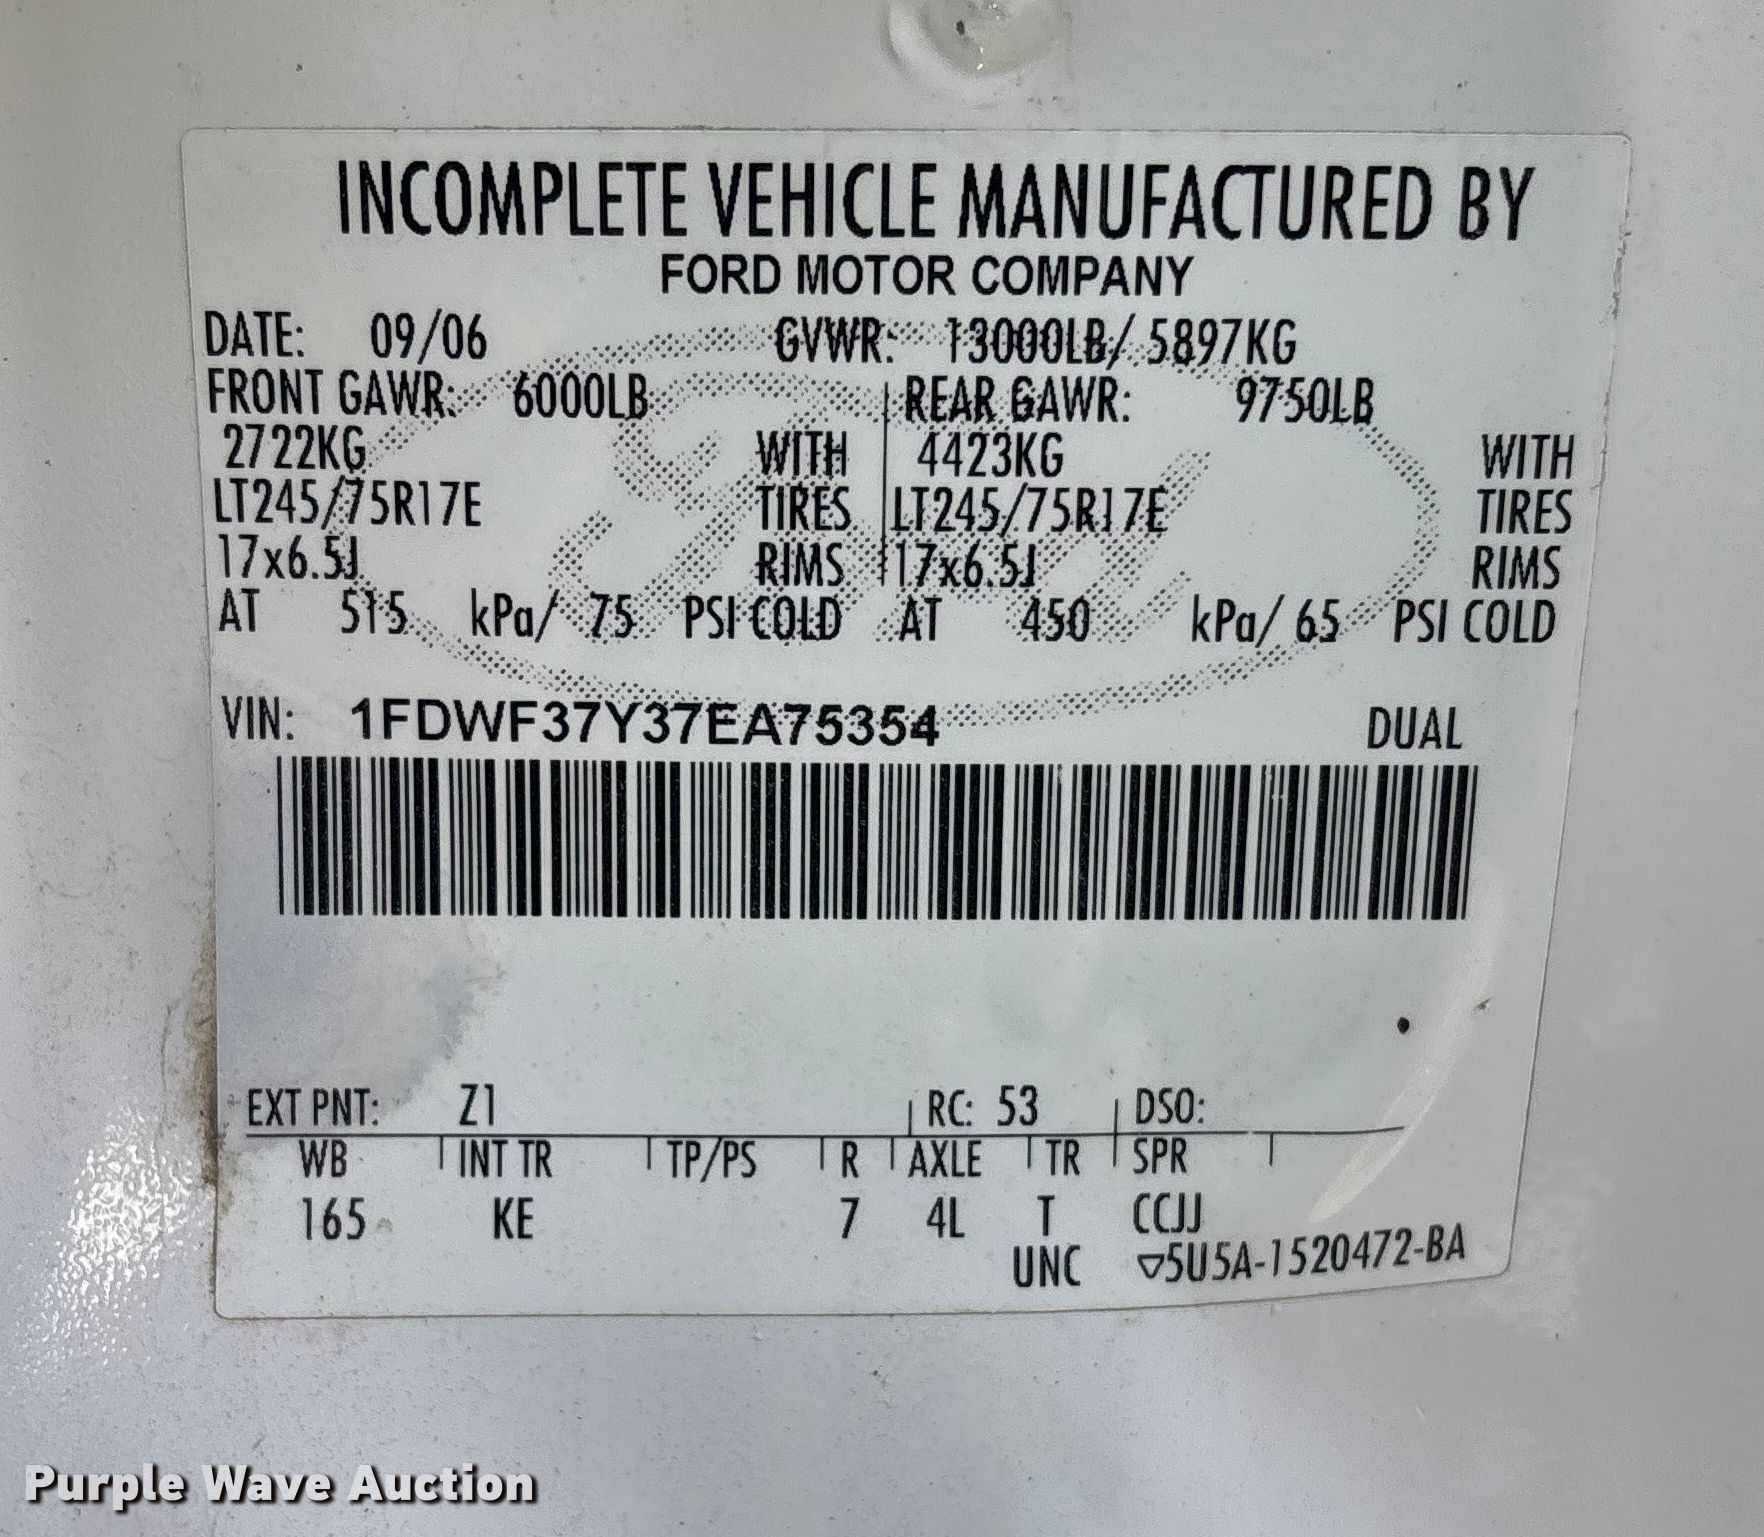 INCOMPLETE VEHICLE MANUFACTURED BY
FORD MOTOR COMPANY
DATE: 09/06 GVWR: 13000LB/ 5897KG
FRONT GAWR: 6000LB REAR GAWR: 9750LB
2722KG WITH 4423KG WITH
LT245/75R17E TIRES LT245/75R17E TIRES
17x6.5J RIMS 17x6.5J RIMS
AT 515 kPa/ 75 PSI COLD AT 450 kPa/ 65 PSI COLD
VIN: 1FDWF37Y37EA75354 DUAL
EXT PNT: Z1 RC: 53 DSO:
WB INT TR TP/PS R AXLE TR SPR
165 KE 7 4L T CCJJ
UNC ▽5U5A-1520472-BA
Purple Wave Auction